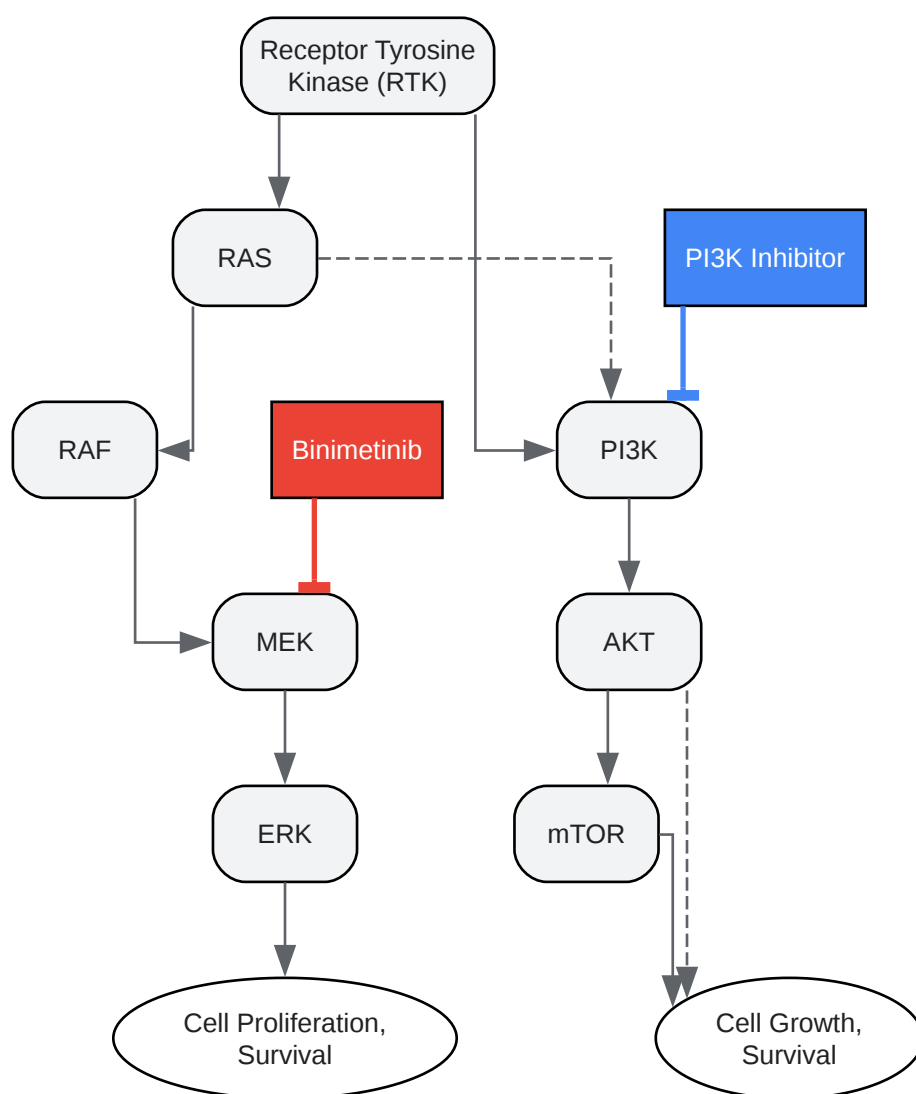 Receptor Tyrosine
Kinase (RTK)
RAS
PI3K Inhibitor
RAF
Binimetinib
PI3K
MEK
AKT
ERK
mTOR
Cell Proliferation,
Survival
Cell Growth,
Survival